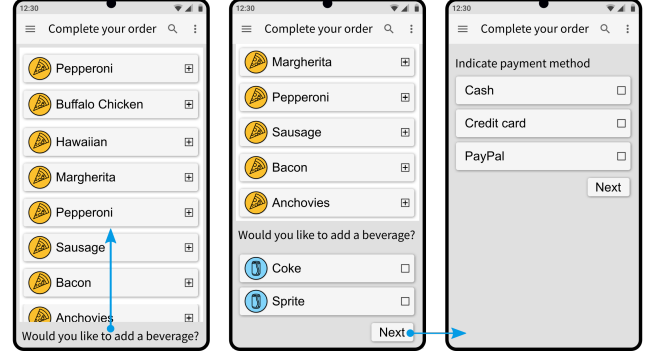 12:30
Complete your order
Pepperoni
Buffalo Chicken
Hawaiian
Margherita
Pepperoni
Sausage
Bacon
Anchovies
Would you like to add a beverage?
12:30
Complete your order
Margherita
Pepperoni
Sausage
Bacon
Anchovies
Would you like to add a beverage?
Coke
Sprite
Next
12:30
Complete your order
Indicate payment method
Cash
Credit card
PayPal
Next